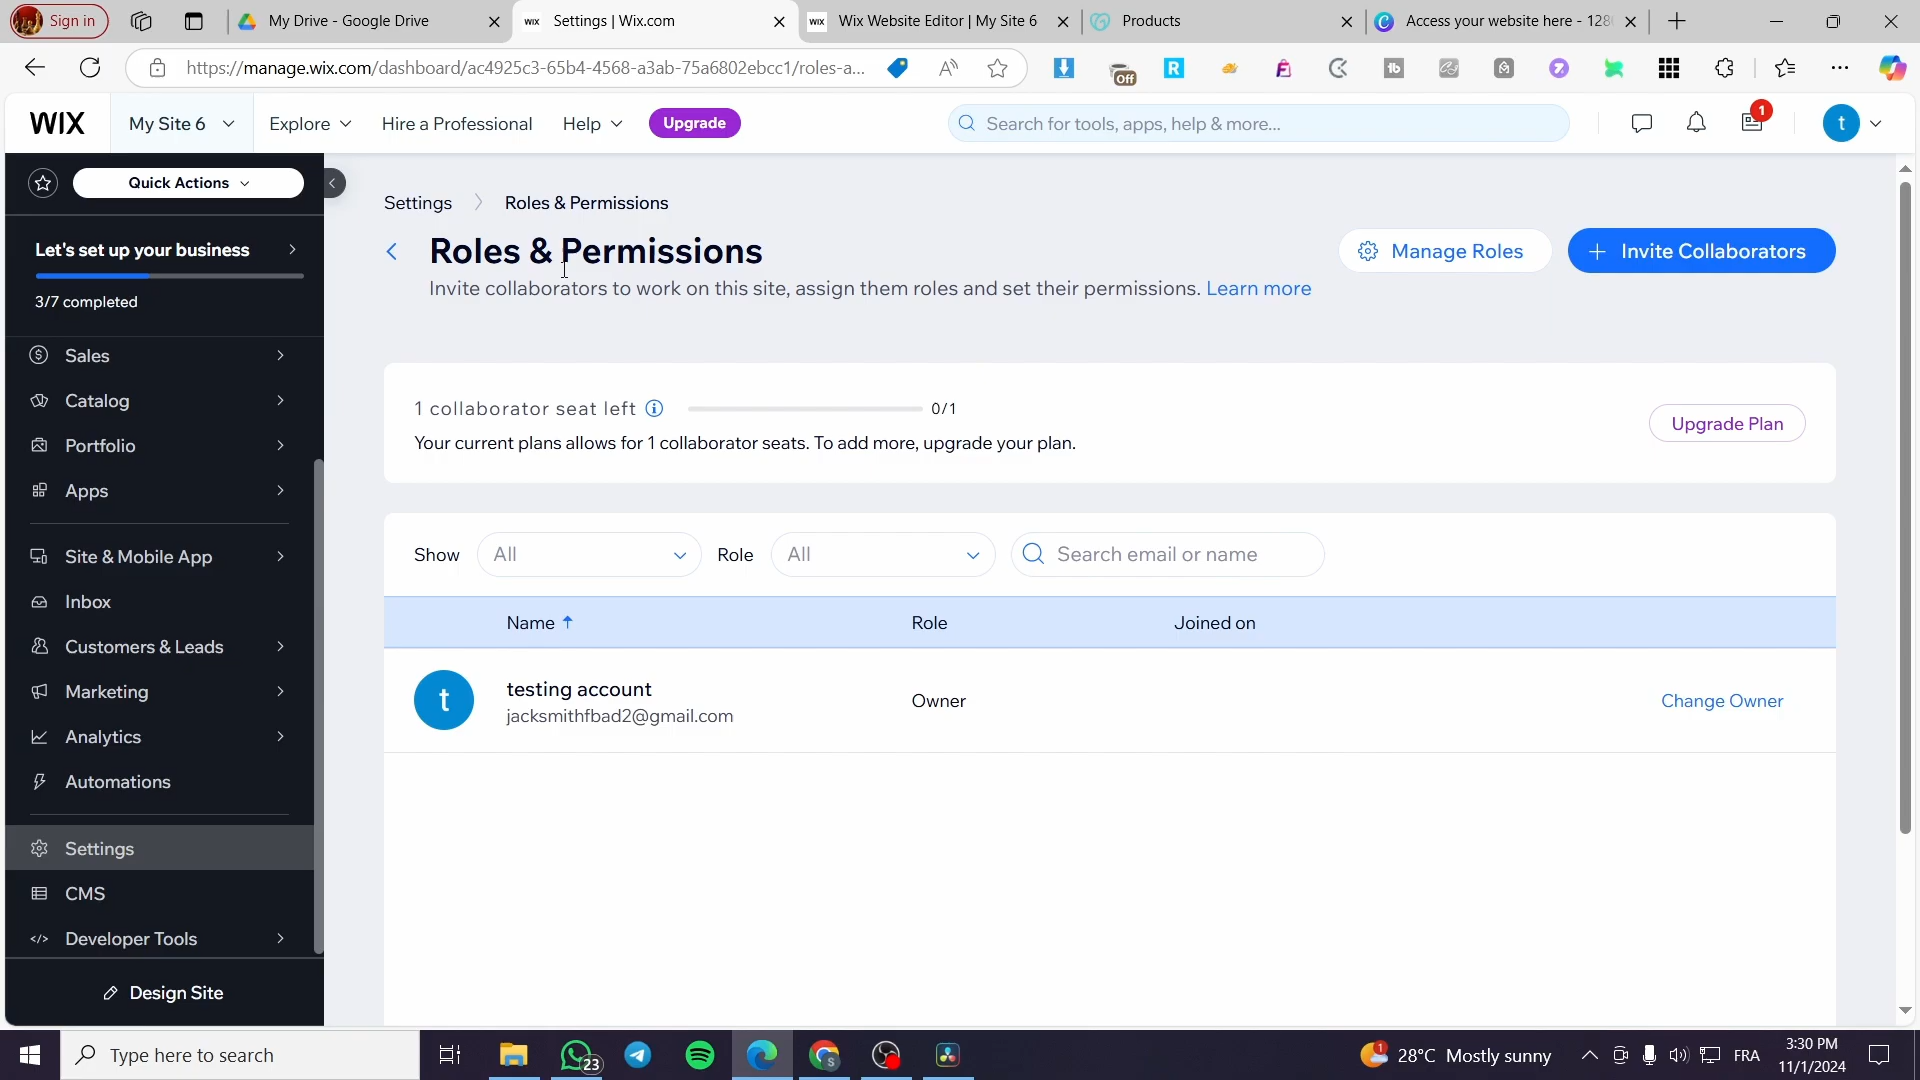 Sign in
My Drive - Google Drive
Settings | Wix.com
Wix Website Editor | My Site 6
Products
Access your website here - 128
https://manage.wix.com/dashboard/ac4925c3-65b4-4568-a3ab-75a6802ebcc1/roles-a...
Off
WIX
My Site 6
Explore
Hire a Professional
Help
Upgrade
Search for tools, apps, help & more...
1
t
Quick Actions
Let's set up your business
3/7 completed
Sales
Catalog
Portfolio
Apps
Site & Mobile App
Inbox
Customers & Leads
Marketing
Analytics
Automations
Settings
CMS
Developer Tools
Design Site
Settings
Roles & Permissions
Roles & Permissions
Invite collaborators to work on this site, assign them roles and set their permissions. Learn more
Manage Roles
+ Invite Collaborators
1 collaborator seat left
0/1
Your current plans allows for 1 collaborator seats. To add more, upgrade your plan.
Upgrade Plan
Show
All
Role
All
Search email or name
Name
Role
Joined on
t
testing account
jacksmithfbad2@gmail.com
Owner
Change Owner
Type here to search
23
1
28°C Mostly sunny
FRA
3:30 PM
11/1/2024